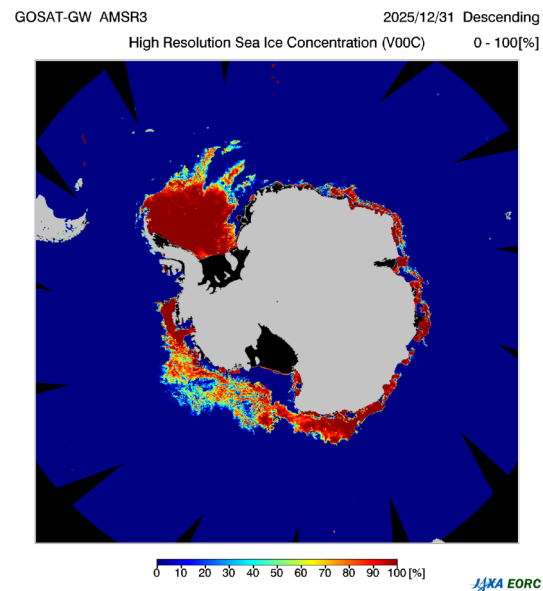 GOSAT-GW AMSR3 2025/12/31 Descending
High Resolution Sea Ice Concentration (V00C) 0 - 100[%]
0 10 20 30 40 50 60 70 80 90 100 [%]
JAXA EORC